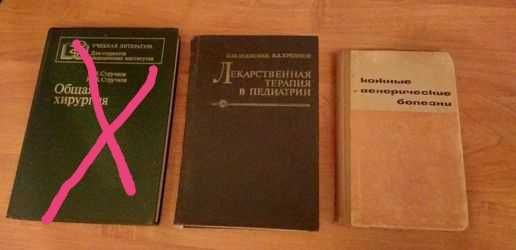 УЧЕБНАЯ ЛИТЕРАТУРА
Для студентов
медицинских институтов
Стручков
Стручков
Общая
хирургия
ЛЕКАРСТВЕННАЯ
ТЕРАПИЯ
В ПЕДИАТРИИ
кожные
венерические
болезни